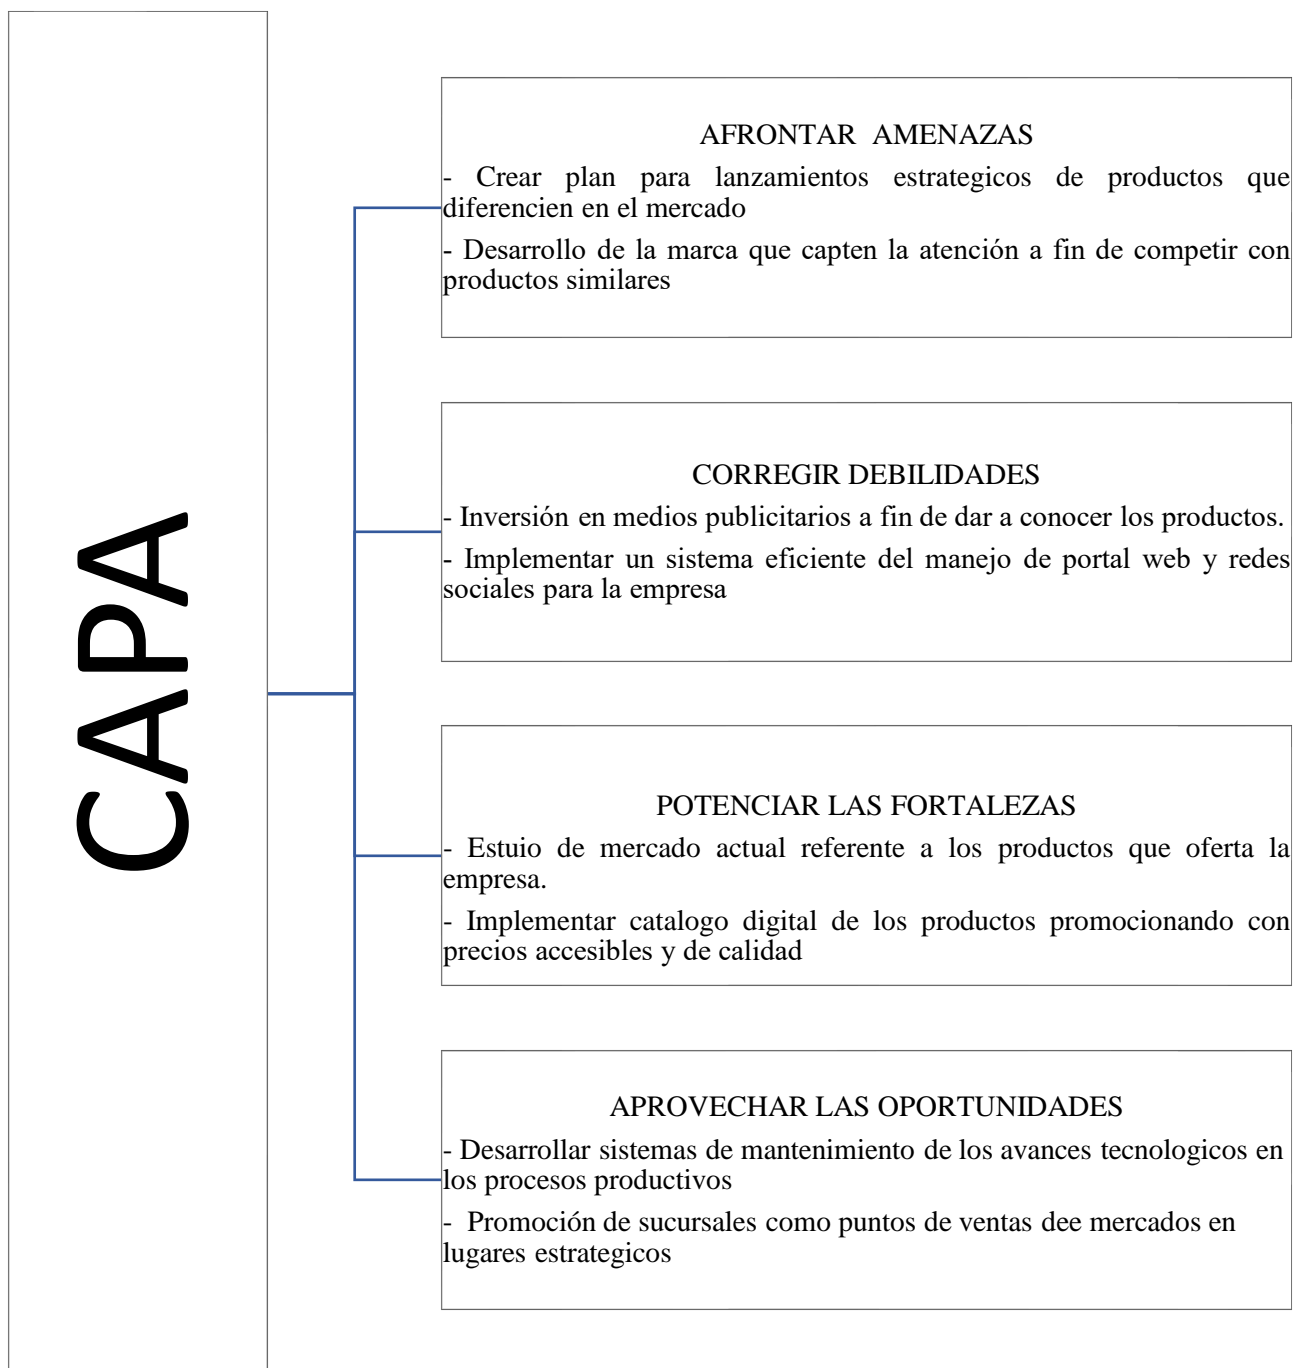 CAPA
AFRONTAR AMENAZAS
- Crear plan para lanzamientos estrategicos de productos que
diferencien en el mercado
- Desarrollo de la marca que capten la atención a fin de competir con
productos similares
CORREGIR DEBILIDADES
- Inversión en medios publicitarios a fin de dar a conocer los productos.
- Implementar un sistema eficiente del manejo de portal web y redes
sociales para la empresa
POTENCIAR LAS FORTALEZAS
- Estuio de mercado actual referente a los productos que oferta la
empresa.
- Implementar catalogo digital de los productos promocionando con
precios accesibles y de calidad
APROVECHAR LAS OPORTUNIDADES
- Desarrollar sistemas de mantenimiento de los avances tecnologicos en
los procesos productivos
- Promoción de sucursales como puntos de ventas dee mercados en
lugares estrategicos